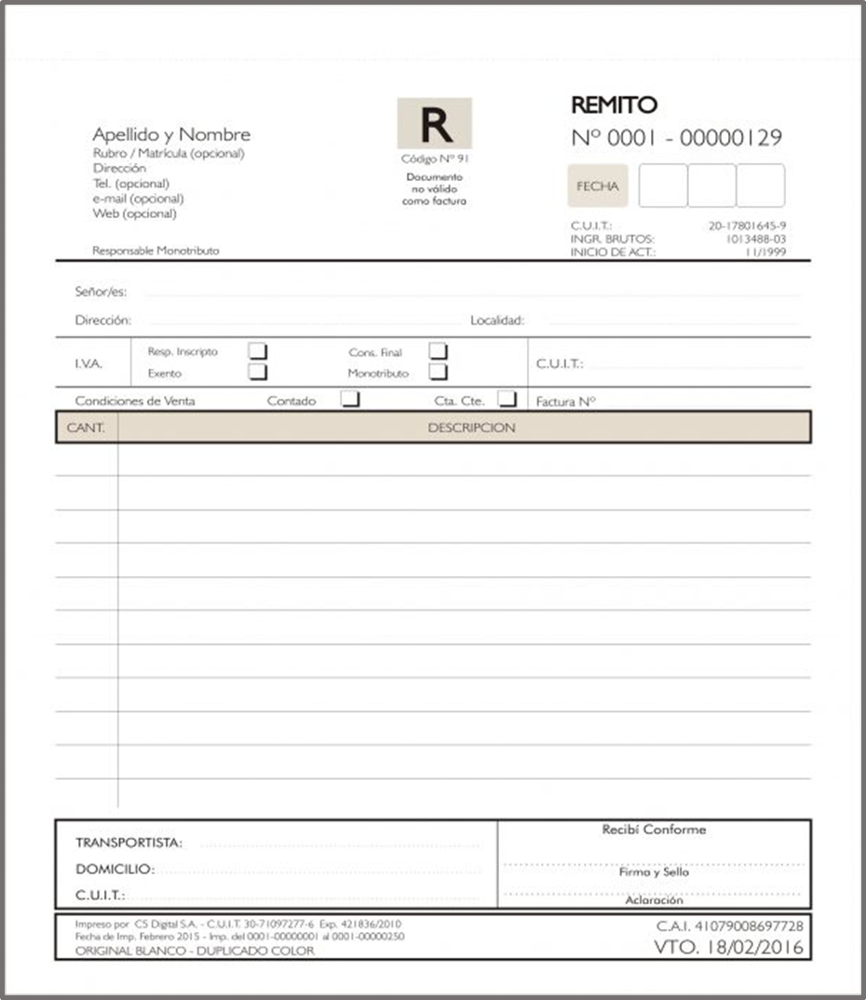 REMITO
Nº 0001 - 00000129
R
Código Nº 91
Documento
no válido
como factura
Apellido y Nombre
Rubro / Matrícula (opcional)
Dirección
Tel. (opcional)
e-mail (opcional)
Web (opcional)
Responsable Monotributo
FECHA
C.U.I.T.: 20-17801645-9
INGR. BRUTOS: 1013488-03
INICIO DE ACT.: 11/1999
Señor/es:
Dirección: Localidad:
I.V.A. Resp. Inscripto Cons. Final C.U.I.T.:
Exento Monotributo
Condiciones de Venta Contado Cta. Cte. Factura Nº
CANT. DESCRIPCION
TRANSPORTISTA:
DOMICILIO:
C.U.I.T.:
Recibí Conforme
Firma y Sello
Aclaración
Impreso por C5 Digital S.A. - C.U.I.T. 30-71097277-6 Exp. 421836/2010
Fecha de Imp. Febrero 2015 - Imp. del 0001-00000001 al 0001-00000250
ORIGINAL BLANCO - DUPLICADO COLOR
C.A.I. 41079008697728
VTO. 18/02/2016